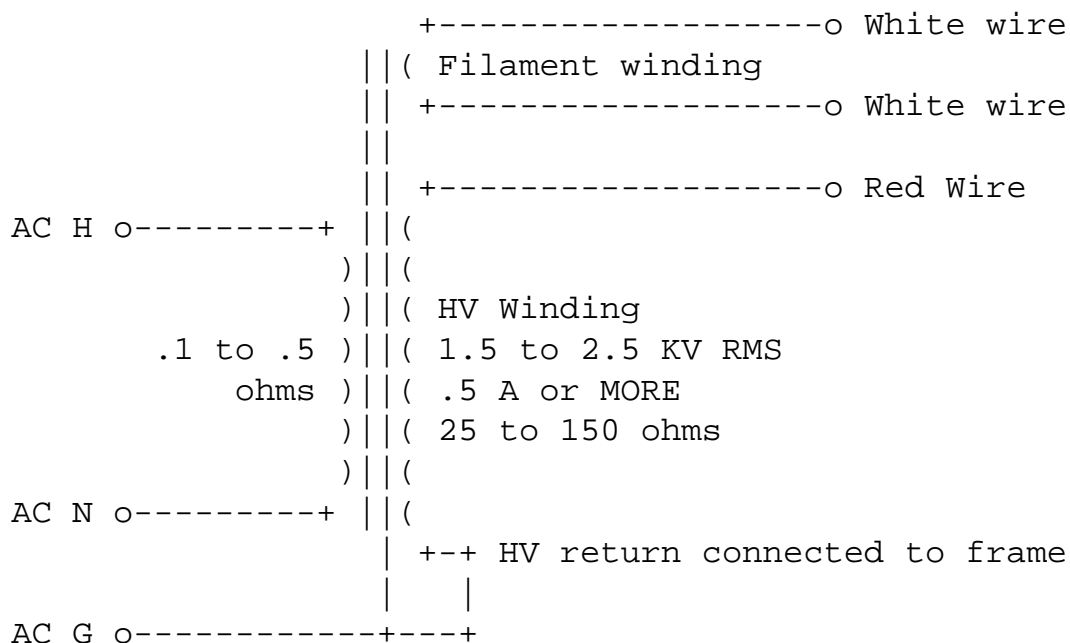 +-------------------o White wire
||( Filament winding
|| +-------------------o White wire
||
|| +-------------------o Red Wire
AC H o---------+ ||(
)||(
)||( HV Winding
.1 to .5 )||( 1.5 to 2.5 KV RMS
ohms )||( .5 A or MORE
)||( 25 to 150 ohms
)||(
AC N o---------+ ||(
| +-+ HV return connected to frame
| |
AC G o------------+---+